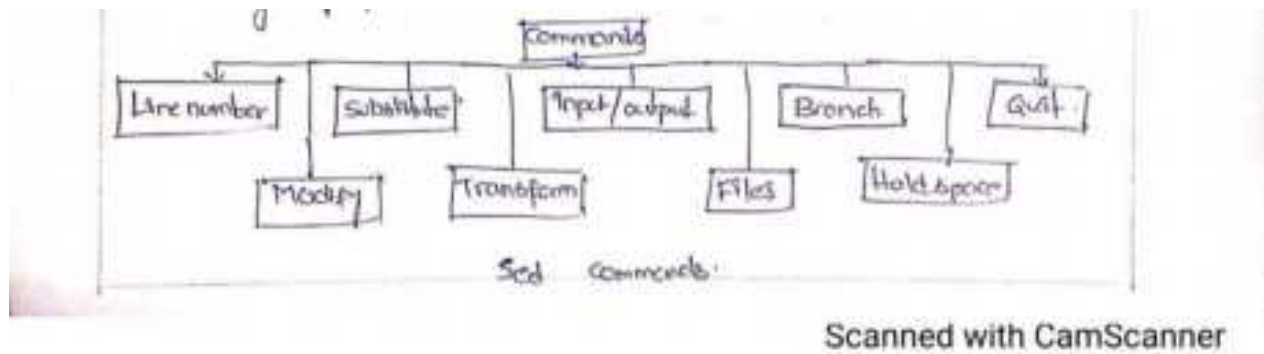 Commands
Line number
Substitute
Input/output
Branch
Quit
Modify
Transform
Files
Hold space
Sed commands.
Scanned with CamScanner